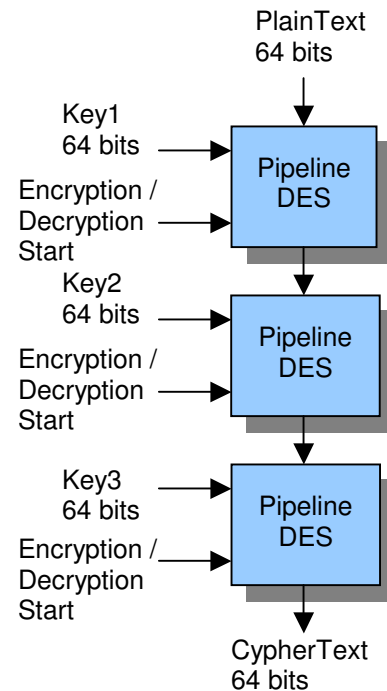 PlainText
64 bits
Key1
64 bits
Pipeline
DES
Encryption /
Decryption
Start
Key2
64 bits
Pipeline
DES
Encryption /
Decryption
Start
Key3
64 bits
Pipeline
DES
Encryption /
Decryption
Start
CypherText
64 bits